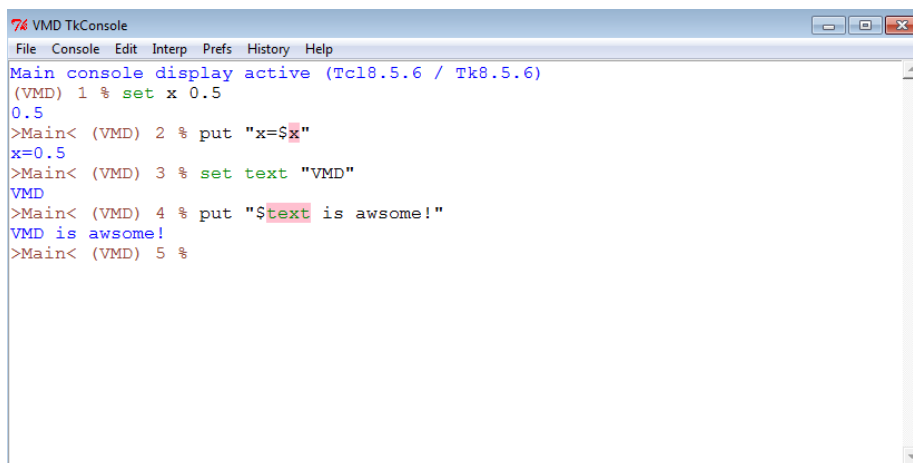 VMD TkConsole
File Console Edit Interp Prefs History Help
Main console display active (Tcl8.5.6 / Tk8.5.6)
(VMD) 1 % set x 0.5
0.5
>Main< (VMD) 2 % put "x=$x"
x=0.5
>Main< (VMD) 3 % set text "VMD"
VMD
>Main< (VMD) 4 % put "$text is awsome!"
VMD is awsome!
>Main< (VMD) 5 %